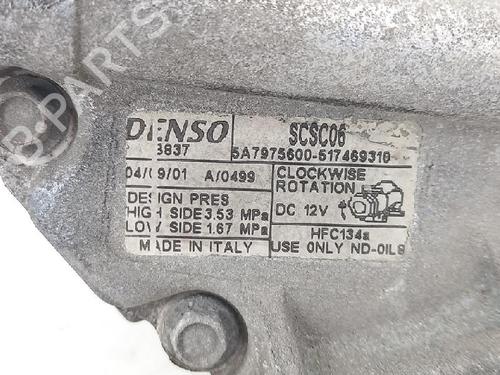 DENSO SCSC06
3837 5A7975600-517469310
04/09/01 A/0499 CLOCKWISE
ROTATION
DESIGN PRES
HIGH SIDE 3.53 MPa DC 12V
LOW SIDE 1.67 MPa HFC134a
MADE IN ITALY USE ONLY ND-OIL8
B-PARTS